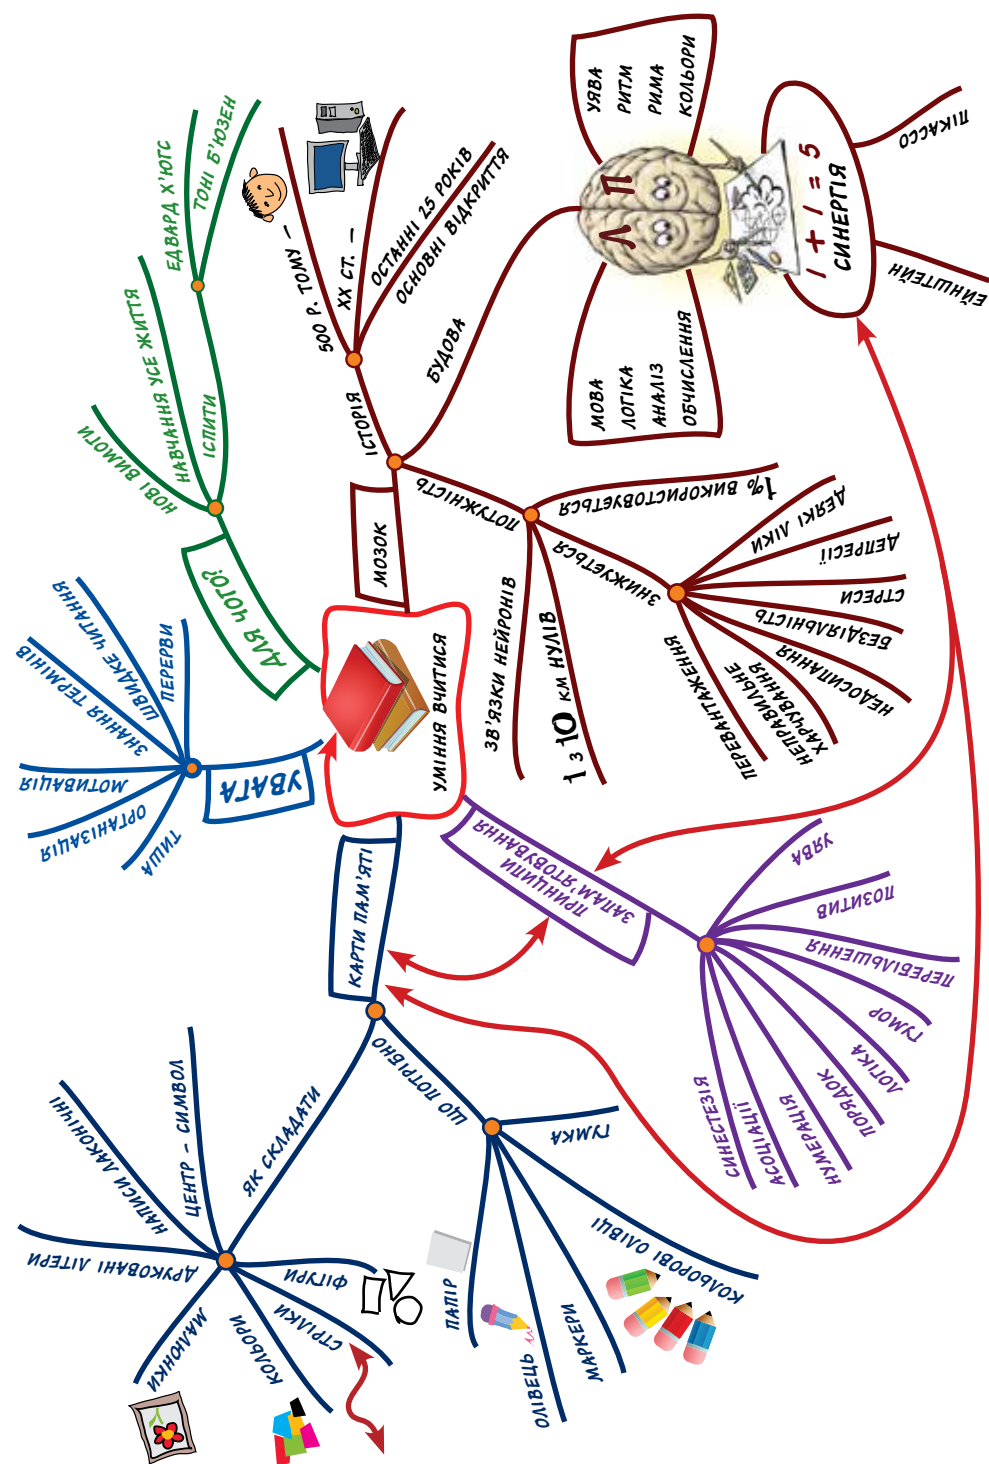 УМІННЯ ВЧИТИСЯ
МОЗОК
ІСТОРІЯ
500 Р. ТОМУ –
ХХ СТ. –
ОСТАННІ 25 РОКІВ
ОСНОВНІ ВІДКРИТТЯ
БУДОВА
УЯВА
РИТМ
РИМА
КОЛЬОРИ
Л П
МОВА
ЛОГІКА
АНАЛІЗ
ОБЧИСЛЕННЯ
1 + 1 = 5
СИНЕРГІЯ
ПІКАССО
ЕЙНШТЕЙН
ПОТУЖНІСТЬ
1% ВИКОРИСТОВУЄТЬСЯ
ЗНИЖУЄТЬСЯ
ДЕЯКІ ЛІКИ
ДЕПРЕСІЇ
СТРЕСИ
БЕЗДІЯЛЬНІСТЬ
НЕДОСИПАННЯ
НЕПРАВИЛЬНЕ
ХАРЧУВАННЯ
ПЕРЕВАНТАЖЕННЯ
1 З 10 КМ НУЛІВ
ЗВ'ЯЗКИ НЕЙРОНІВ
ПРИНЦИПИ
ЗАПАМ'ЯТОВУВАННЯ
УЯВА
ПОЗИТИВ
ПЕРЕБІЛЬШЕННЯ
ГУМОР
ЛОГІКА
ПОРЯДОК
НУМЕРАЦІЯ
АСОЦІАЦІЇ
СИНЕСТЕЗІЯ
КАРТИ ПАМ'ЯТІ
ЩО ПОТРІБНО
ГУМКА
КОЛЬОРОВІ ОЛІВЦІ
МАРКЕРИ
ОЛІВЕЦЬ
ПАПІР
ЯК СКЛАДАТИ
ФІГУРИ
СТРІЛКИ
КОЛЬОРИ
МАЛЮНКИ
ДРУКОВАНІ ЛІТЕРИ
НАПИСИ ЛАКОНІЧНІ
ЦЕНТР – СИМВОЛ
УВАГА
ТИША
ОРГАНІЗАЦІЯ
МОТИВАЦІЯ
ЗНАННЯ ТЕРМІНІВ
ШВИДКЕ ЧИТАННЯ
ПЕРЕРВИ
ДЛЯ ЧОГО?
НОВІ ВИМОГИ
НАВЧАННЯ УСЕ ЖИТТЯ
ІСПИТИ
ЕДВАРД Х'ЮГС
ТОНІ Б'ЮЗЕН